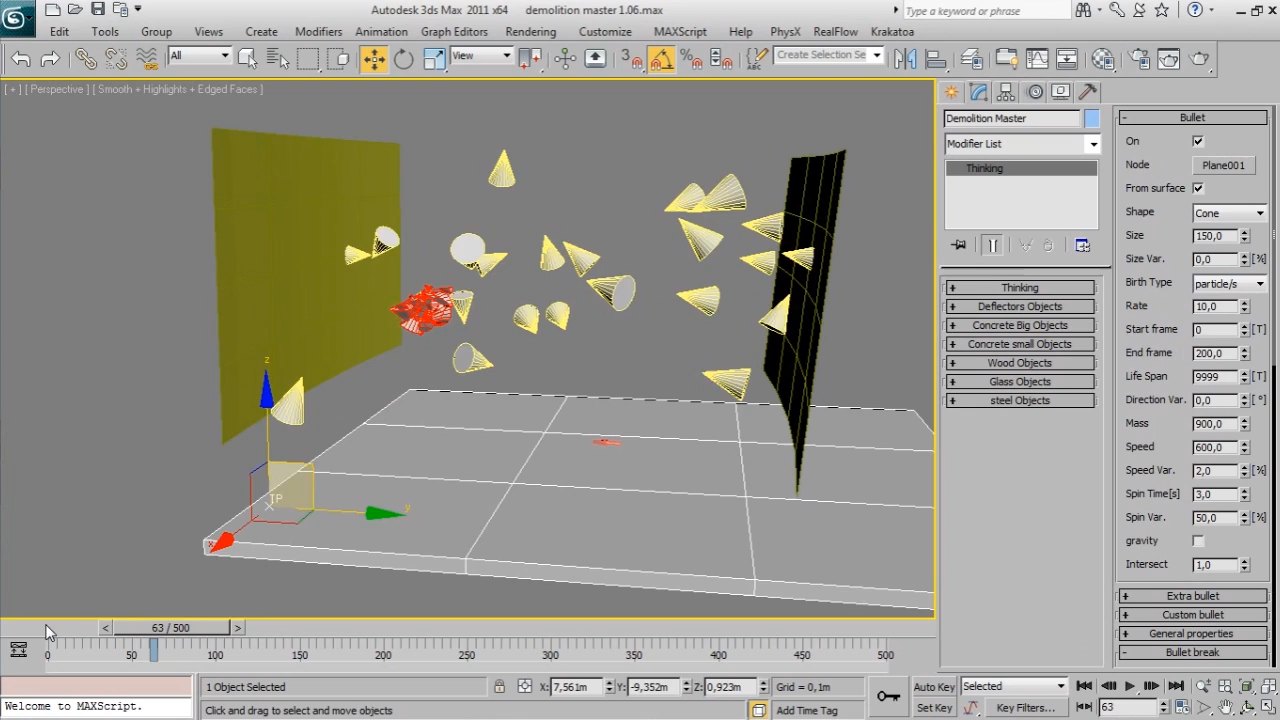 Autodesk 3ds Max 2011 x64 demolition master 1.06.max Type a keyword or phrase
Edit Tools Group Views Create Modifiers Animation Graph Editors Rendering Customize MAXScript Help PhysX RealFlow Krakatoa
All View 3 Create Selection Se
[ + ] [ Perspective ] [ Smooth + Highlights + Edged Faces ]
Demolition Master
Modifier List
Thinking
+ Thinking
+ Deflectors Objects
+ Concrete Big Objects
+ Concrete small Objects
+ Wood Objects
+ Glass Objects
+ steel Objects
- Bullet
On
Node Plane001
From surface
Shape Cone
Size 150,0
Size Var. 0,0 [%]
Birth Type particle/s
Rate 10,0
Start frame 0 [T]
End frame 200,0 [T]
Life Span 9999 [T]
Direction Var. 0,0 [°]
Mass 900,0
Speed 600,0
Speed Var. 2,0 [%]
Spin Time[s] 3,0
Spin Var. 50,0 [%]
gravity
Intersect 1,0
+ Extra bullet
+ Custom bullet
+ General properties
- Bullet break
z
TP
y
x
< 63 / 500 >
0 50 100 150 200 250 300 350 400 450 500
1 Object Selected X: 7,561m Y: -9,352m Z: 0,923m Grid = 0,1m Auto Key Selected
Welcome to MAXScript. Click and drag to select and move objects Add Time Tag Set Key Key Filters... 63